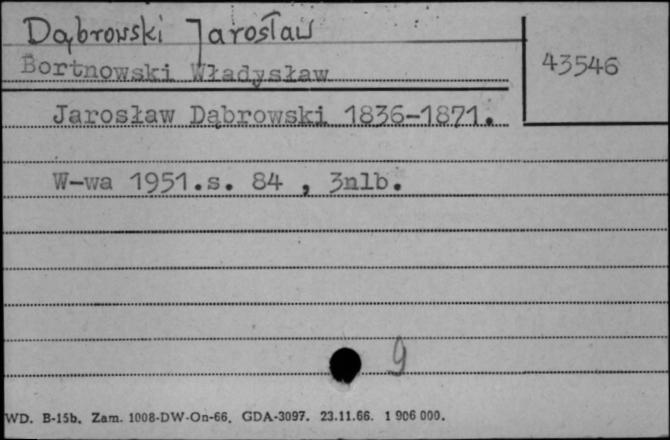 Dąbrowski Jarosław
Bortnowski Władysław
43546
Jarosław Dąbrowski 1836-1871.
W-wa 1951.s. 84 , 3nlb.
9
WD. B-15b. Zam. 1008-DW-On-66. GDA-3097. 23.11.66. 1 906 000.